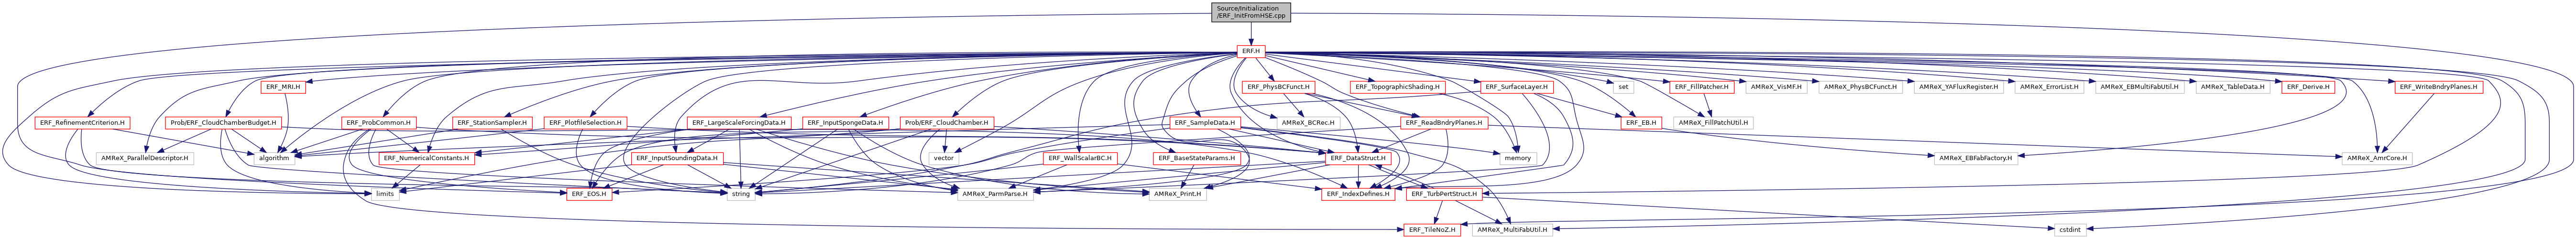 Source/Initialization
/ERF_InitFromHSE.cpp
ERF.H
ERF_MRI.H
ERF_PhysBCFunct.H
ERF_TopographicShading.H
ERF_SurfaceLayer.H
set
ERF_FillPatcher.H
AMReX_VisMF.H
AMReX_PhysBCFunct.H
AMReX_YAFluxRegister.H
AMReX_ErrorList.H
AMReX_EBMultiFabUtil.H
AMReX_TableData.H
ERF_Derive.H
ERF_WriteBndryPlanes.H
ERF_RefinementCriterion.H
Prob/ERF_CloudChamberBudget.H
ERF_ProbCommon.H
ERF_StationSampler.H
ERF_PlotfileSelection.H
ERF_LargeScaleForcingData.H
ERF_InputSpongeData.H
Prob/ERF_CloudChamber.H
ERF_SampleData.H
AMReX_BCRec.H
ERF_ReadBndryPlanes.H
ERF_EB.H
AMReX_FillPatchUtil.H
AMReX_ParallelDescriptor.H
algorithm
ERF_NumericalConstants.H
ERF_InputSoundingData.H
vector
ERF_WallScalarBC.H
ERF_BaseStateParams.H
ERF_DataStruct.H
memory
AMReX_EBFabFactory.H
AMReX_AmrCore.H
limits
ERF_EOS.H
string
AMReX_ParmParse.H
AMReX_Print.H
ERF_IndexDefines.H
ERF_TurbPertStruct.H
ERF_TileNoZ.H
AMReX_MultiFabUtil.H
cstdint